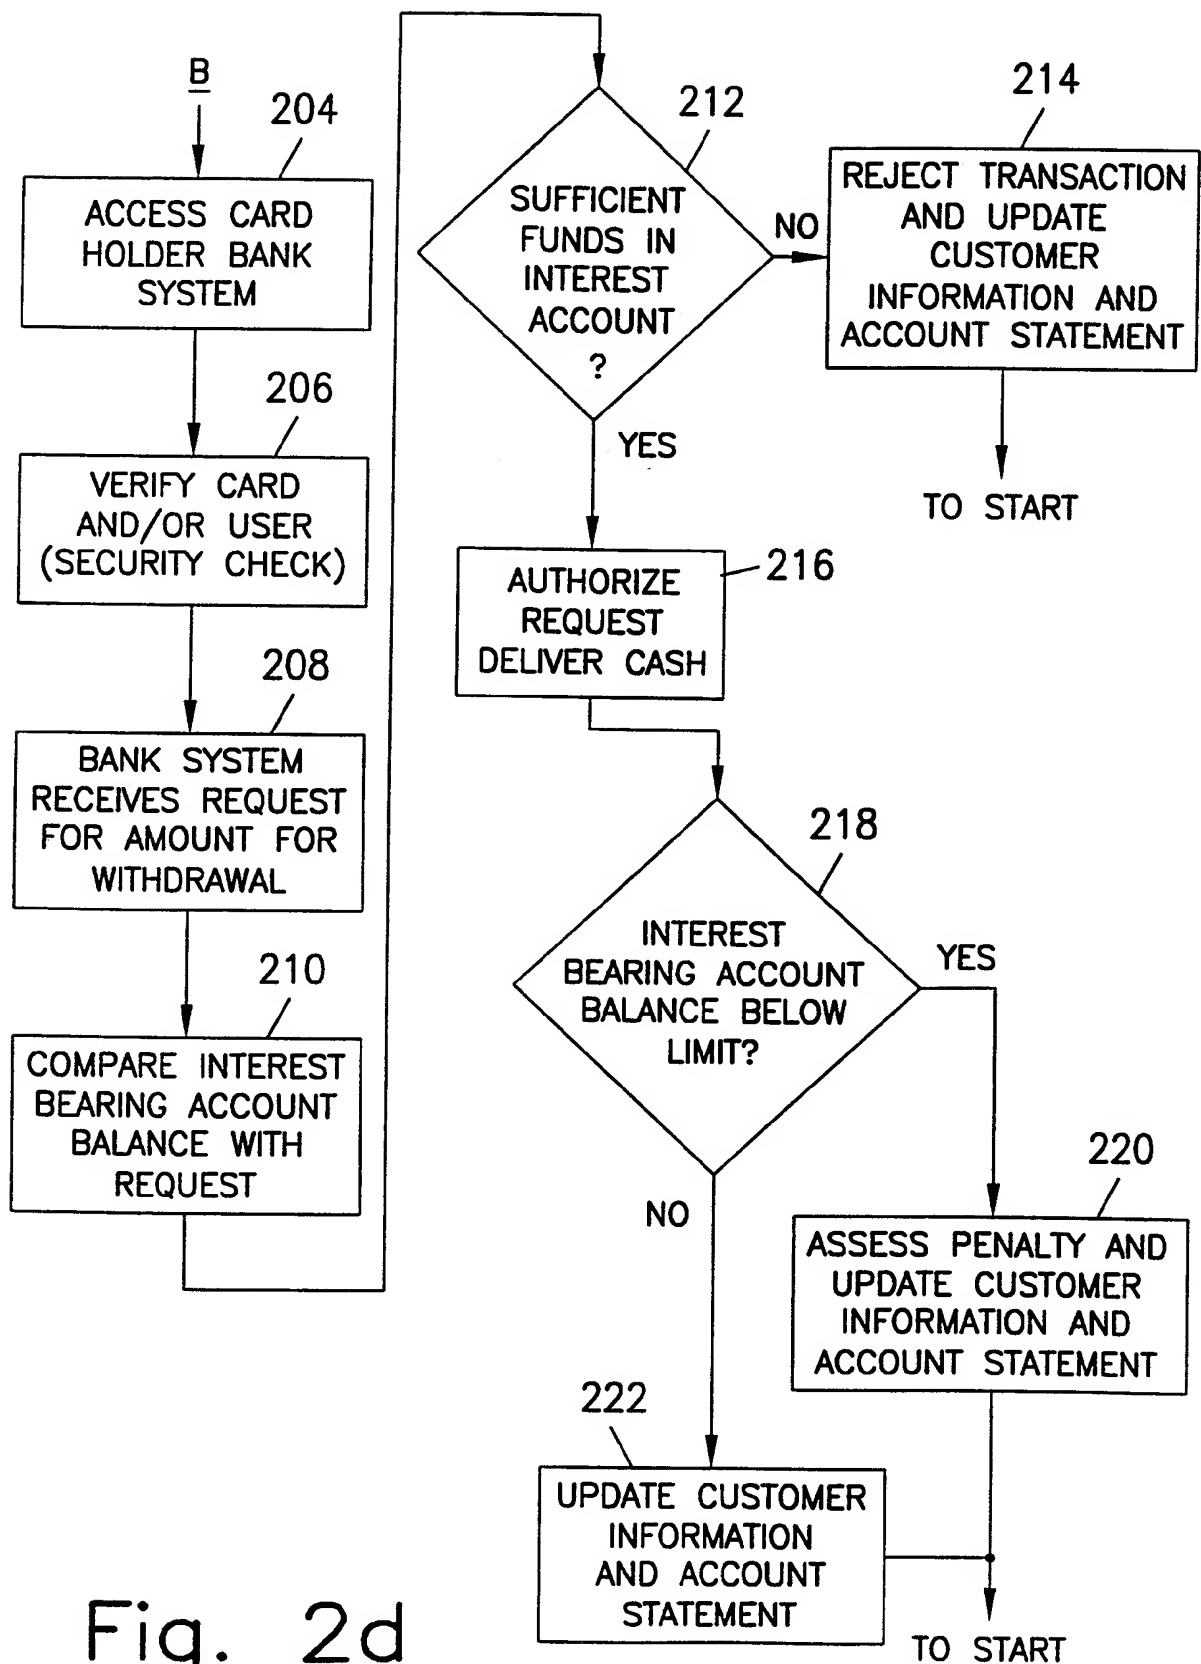 B
204
ACCESS CARD
HOLDER BANK
SYSTEM
206
VERIFY CARD
AND/OR USER
(SECURITY CHECK)
208
BANK SYSTEM
RECEIVES REQUEST
FOR AMOUNT FOR
WITHDRAWAL
210
COMPARE INTEREST
BEARING ACCOUNT
BALANCE WITH
REQUEST
212
SUFFICIENT
FUNDS IN
INTEREST
ACCOUNT
?
NO
214
REJECT TRANSACTION
AND UPDATE
CUSTOMER
INFORMATION AND
ACCOUNT STATEMENT
TO START
YES
216
AUTHORIZE
REQUEST
DELIVER CASH
218
INTEREST
BEARING ACCOUNT
BALANCE BELOW
LIMIT?
YES
220
ASSESS PENALTY AND
UPDATE CUSTOMER
INFORMATION AND
ACCOUNT STATEMENT
NO
222
UPDATE CUSTOMER
INFORMATION
AND ACCOUNT
STATEMENT
TO START
Fig. 2d